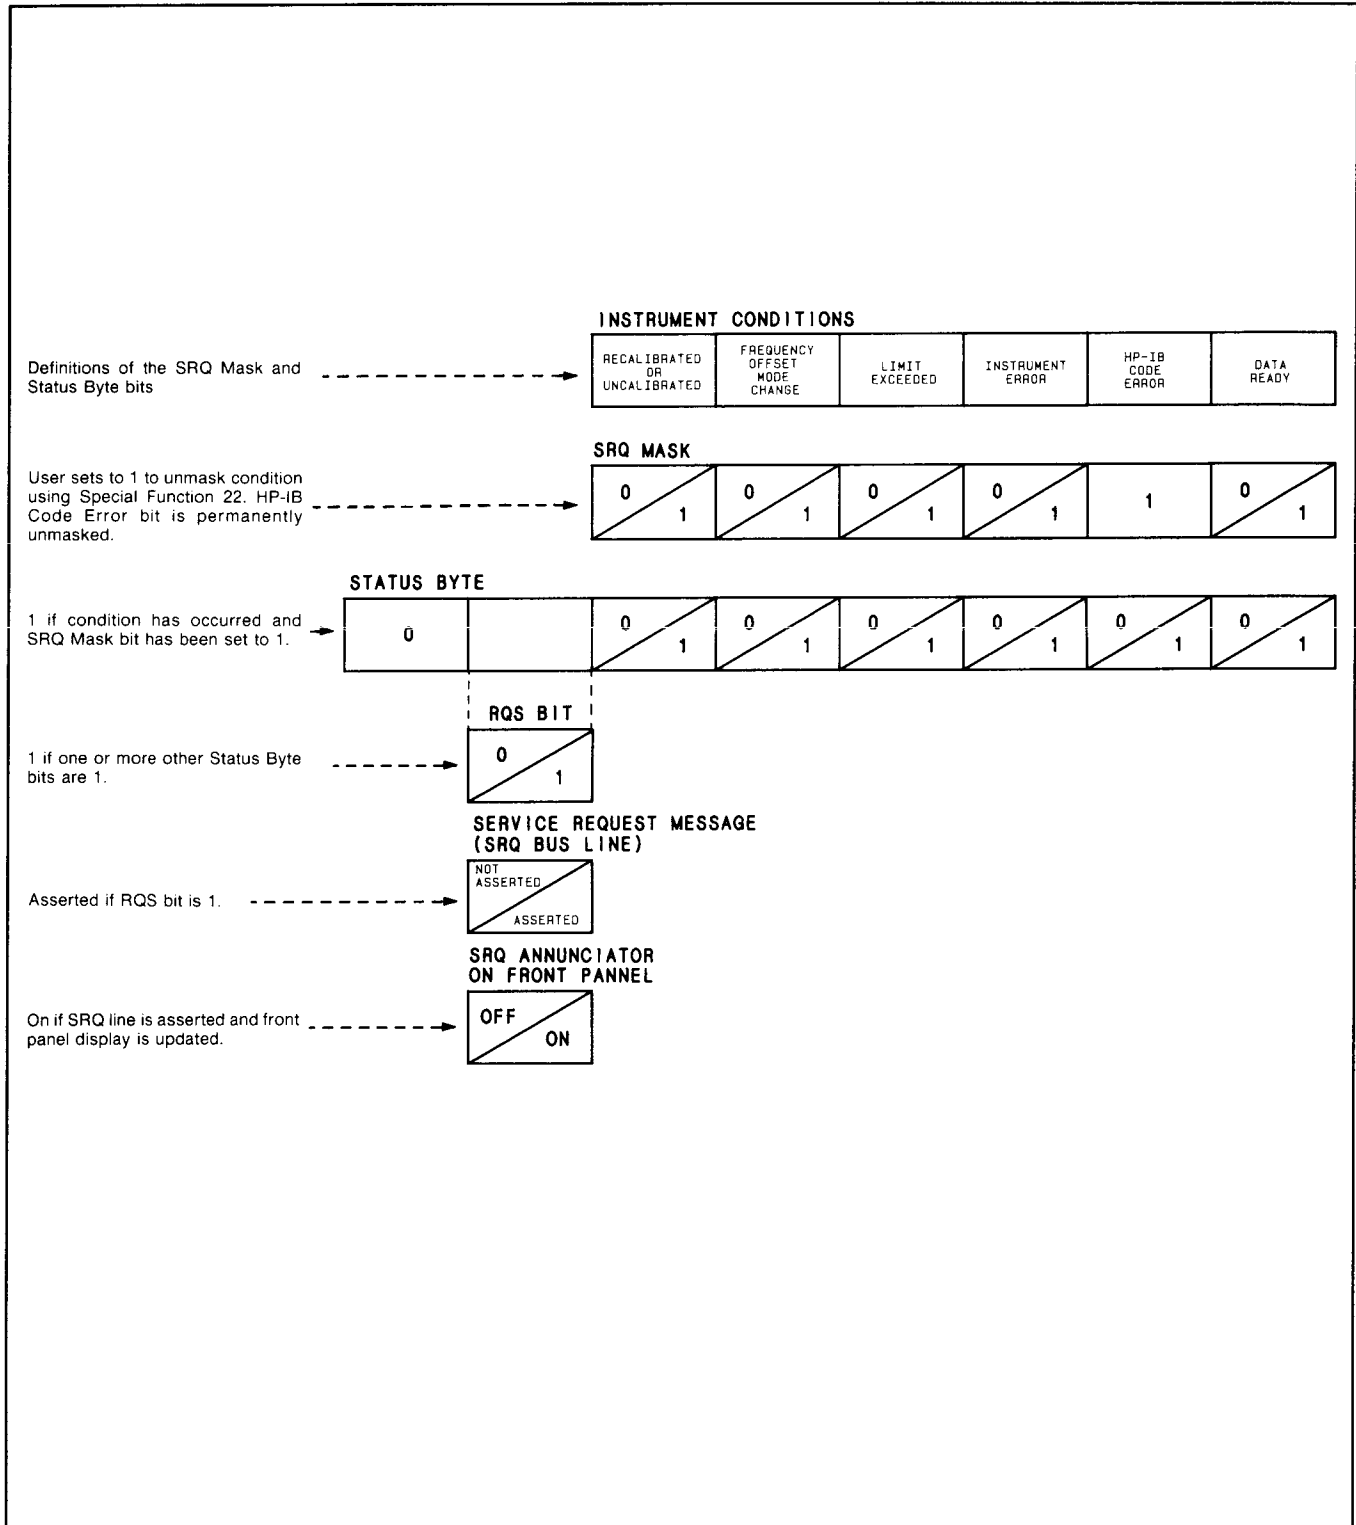 INSTRUMENT CONDITIONS
Definitions of the SRQ Mask and
Status Byte bits
RECALIBRATED
OR
UNCALIBRATED
FREQUENCY
OFFSET
MODE
CHANGE
LIMIT
EXCEEDED
INSTRUMENT
ERROR
HP-IB
CODE
ERROR
DATA
READY
SRQ MASK
User sets to 1 to unmask condition
using Special Function 22. HP-IB
Code Error bit is permanently
unmasked.
0 1 0 1 0 1 0 1 1 0 1
STATUS BYTE
1 if condition has occurred and
SRQ Mask bit has been set to 1.
0 0 1 0 1 0 1 0 1 0 1 0 1
RQS BIT
1 if one or more other Status Byte
bits are 1.
0 1
SERVICE REQUEST MESSAGE
(SRQ BUS LINE)
Asserted if RQS bit is 1.
NOT
ASSERTED
ASSERTED
SRQ ANNUNCIATOR
ON FRONT PANNEL
On if SRQ line is asserted and front
panel display is updated.
OFF
ON